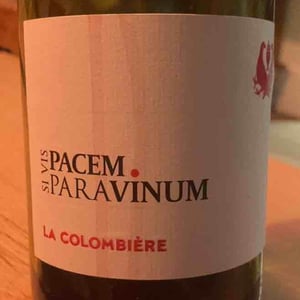 SI VIS
PACEM.
PARAVINUM
LA COLOMBIÈRE